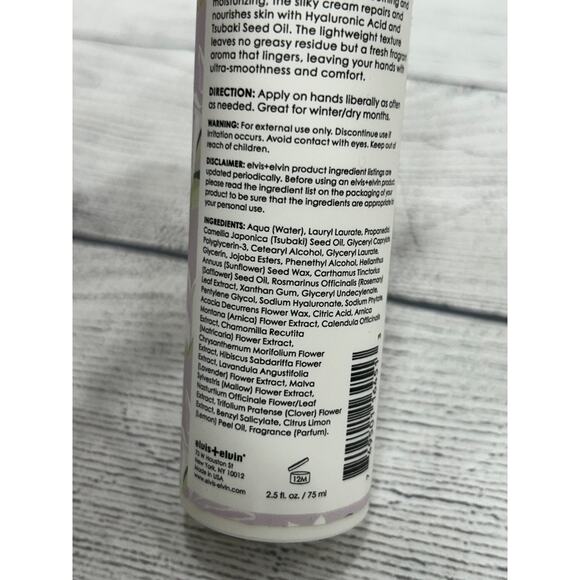 moisturizing, the silky cream repairs and
nourishes skin with Hyaluronic Acid and
Tsubaki Seed Oil. The lightweight texture
leaves no greasy residue but a fresh fragrant
aroma that lingers, leaving your hands with
ultra-smoothness and comfort.
DIRECTION: Apply on hands liberally as often
as needed. Great for winter/dry months.
WARNING: For external use only. Discontinue use if
irritation occurs. Avoid contact with eyes. Keep out of
reach of children.
DISCLAIMER: elvis+elvin product ingredient listings are
updated periodically. Before using an elvis+elvin product
please read the ingredient list on the packaging of your
product to be sure that the ingredients are appropriate for
your personal use.
INGREDIENTS: Aqua (Water), Lauryl Laurate, Propanediol,
Camellia Japonica (Tsubaki) Seed Oil, Glyceryl
Polyglycerin-3, Cetearyl Alcohol, Glyceryl Laurate,
Glycerin, Jojoba Esters, Phenethyl Alcohol, Helianthus
Annuus (Sunflower) Seed Wax, Carthamus Tinctorius
(Safflower) Seed Oil, Rosmarinus Officinalis (Rosemary)
Leaf Extract, Xanthan Gum, Glyceryl Undecylenate,
Pentylene Glycol, Sodium Hyaluronate, Sodium Phytate,
Acacia Decurrens Flower Wax, Citric Acid, Arnica
Montana (Arnica) Flower Extract, Calendula Officinalis
Extract, Chamomilla Recutita
(Matricaria) Flower Extract,
Chrysanthemum Morifolium Flower
Extract, Hibiscus Sabdariffa Flower
Extract, Lavandula Angustifolia
(Lavender) Flower Extract, Malva
Sylvestris (Mallow) Flower Extract,
Nasturtium Officinale Flower/Leaf
Extract, Trifolium Pratense (Clover) Flower
Extract, Benzyl Salicylate, Citrus Limon
(Lemon) Peel Oil, Fragrance (Parfum).
elvis+elvin
W Houston St
New York, NY 10012
Made in USA
www.elvis-elvin.com
12M
2.5 fl. oz. / 75 ml